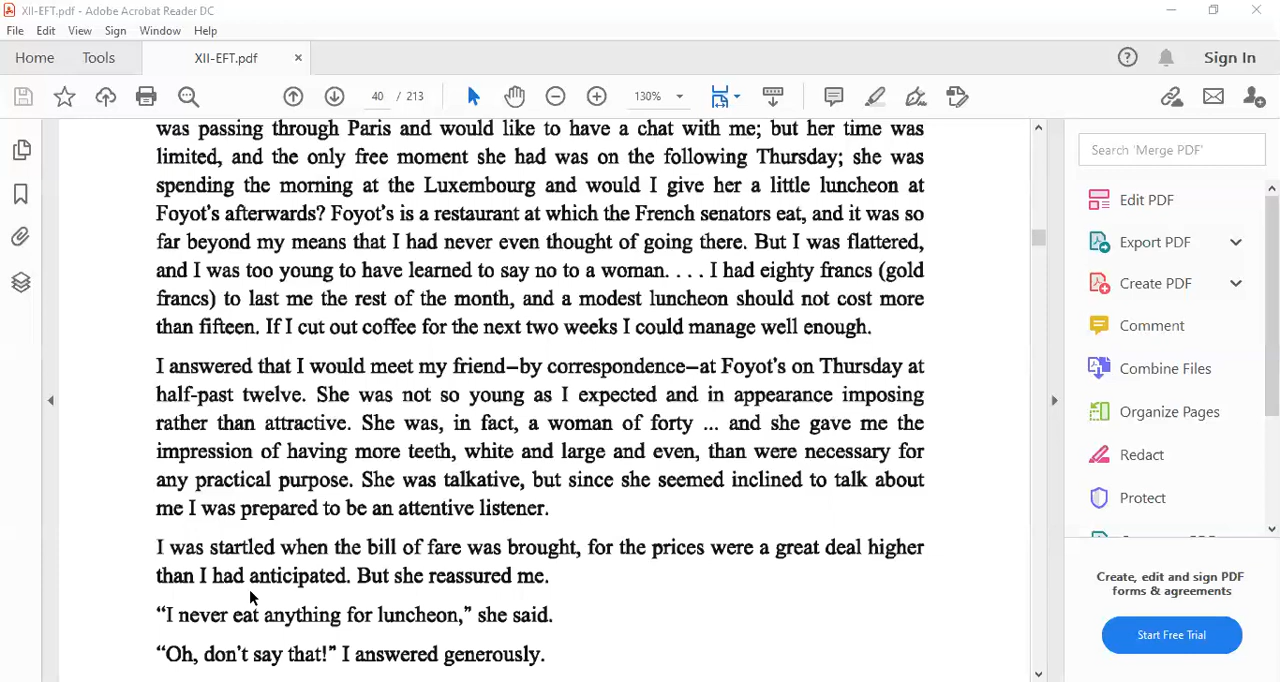 XII-EFT.pdf - Adobe Acrobat Reader DC
File Edit View Sign Window Help
Home Tools XII-EFT.pdf × Sign In
40 / 213 130%
was passing through Paris and would like to have a chat with me; but her time was
limited, and the only free moment she had was on the following Thursday; she was
spending the morning at the Luxembourg and would I give her a little luncheon at
Foyot's afterwards? Foyot's is a restaurant at which the French senators eat, and it was so
far beyond my means that I had never even thought of going there. But I was flattered,
and I was too young to have learned to say no to a woman. . . . I had eighty francs (gold
francs) to last me the rest of the month, and a modest luncheon should not cost more
than fifteen. If I cut out coffee for the next two weeks I could manage well enough.
I answered that I would meet my friend–by correspondence–at Foyot's on Thursday at
half-past twelve. She was not so young as I expected and in appearance imposing
rather than attractive. She was, in fact, a woman of forty ... and she gave me the
impression of having more teeth, white and large and even, than were necessary for
any practical purpose. She was talkative, but since she seemed inclined to talk about
me I was prepared to be an attentive listener.
I was startled when the bill of fare was brought, for the prices were a great deal higher
than I had anticipated. But she reassured me.
“I never eat anything for luncheon,” she said.
“Oh, don't say that!” I answered generously.
Search 'Merge PDF'
Edit PDF
Export PDF
Create PDF
Comment
Combine Files
Organize Pages
Redact
Protect
Create, edit and sign PDF
forms & agreements
Start Free Trial